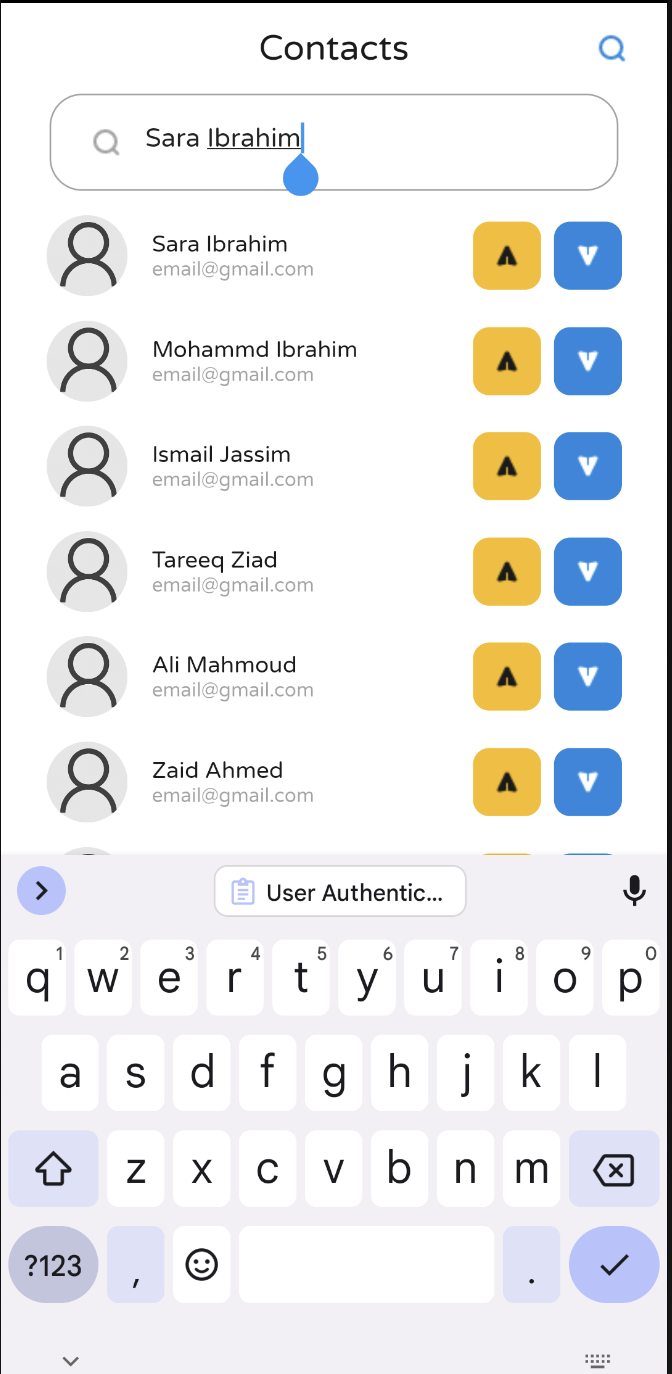 Contacts
Sara Ibrahim
Sara Ibrahim
email@gmail.com
Mohammd Ibrahim
email@gmail.com
Ismail Jassim
email@gmail.com
Tareeq Ziad
email@gmail.com
Ali Mahmoud
email@gmail.com
Zaid Ahmed
email@gmail.com
User Authentic...
1 2 3 4 5 6 7 8 9 0
q w e r t y u i o p
a s d f g h j k l
z x c v b n m
?123 , .